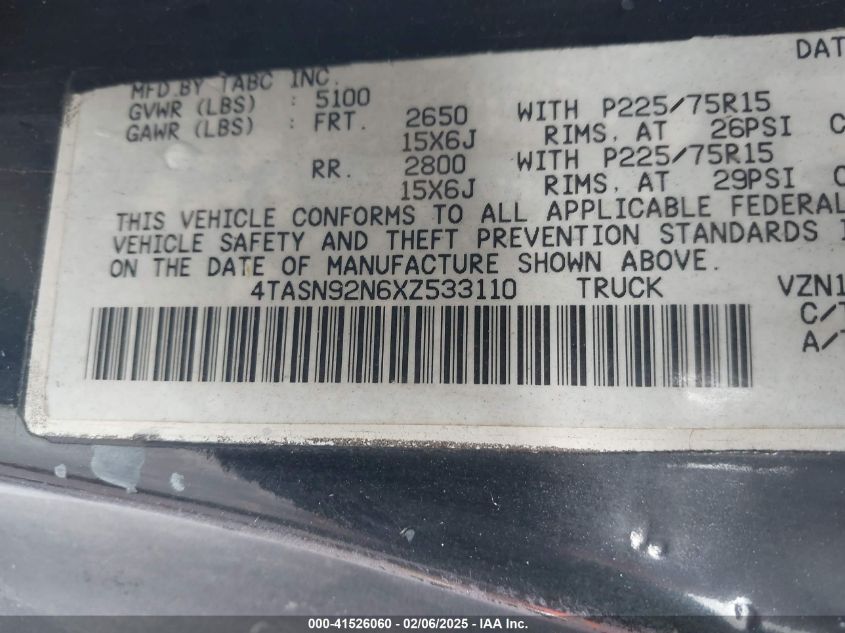 DAT
MFD.BY TABC INC.
GVWR (LBS) : 5100
GAWR (LBS) : FRT. 2650 WITH P225/75R15
15X6J RIMS, AT 26PSI C
RR. 2800 WITH P225/75R15
15X6J RIMS, AT 29PSI C
THIS VEHICLE CONFORMS TO ALL APPLICABLE FEDERAL
VEHICLE SAFETY AND THEFT PREVENTION STANDARDS I
ON THE DATE OF MANUFACTURE SHOWN ABOVE.
4TASN92N6XZ533110 TRUCK VZN1
C/T
A/T
000-41526060 - 02/06/2025 - IAA Inc.